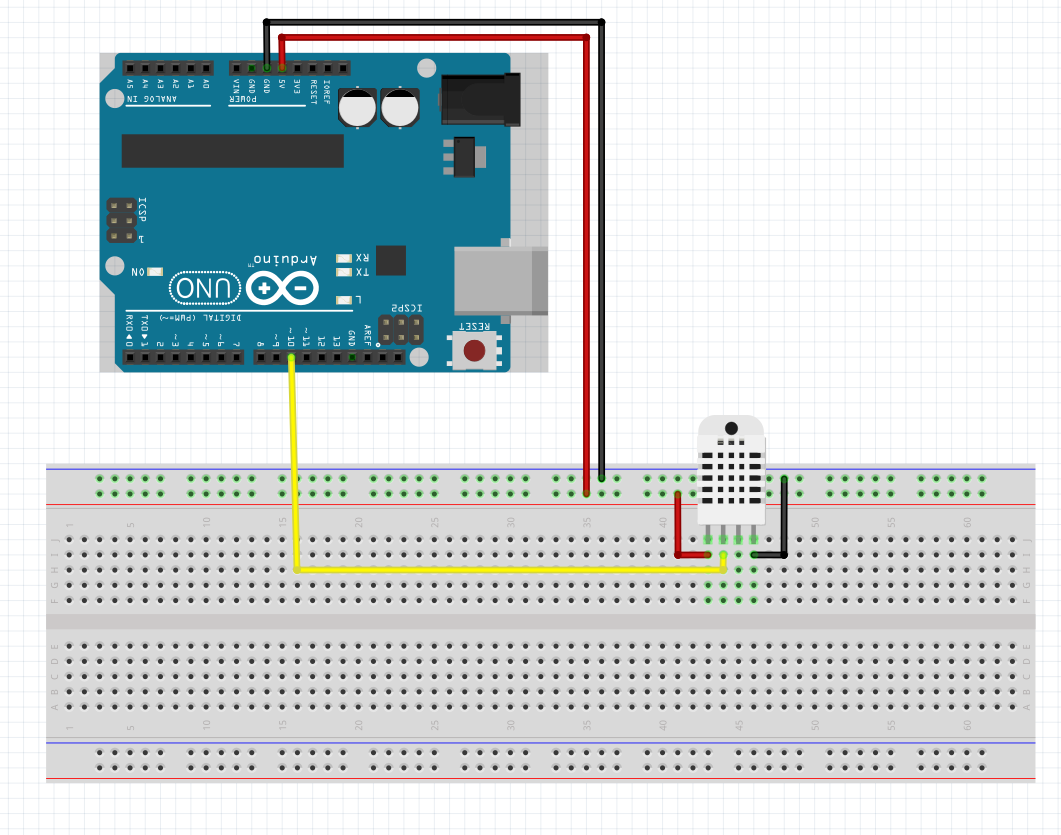 A5 A4 A3 A2 A1 A0
ANALOG IN
VIN GND GND 5V 3V3 RESET IOREF
POWER
ICSP
1
ON
UNO
Arduino
RX
TX
L
ICSP2
RESET
DIGITAL (PWM=~)
RXD◄0 TXD►1 2 ~3 4 ~5 ~6 7 8 ~9 ~10 ~11 12 13 GND AREF
1 5 10 15 20 25 30 35 40 45 50 55 60
J J
I I
H H
G G
F F
E E
D D
C C
B B
A A
1 5 10 15 20 25 30 35 40 45 50 55 60